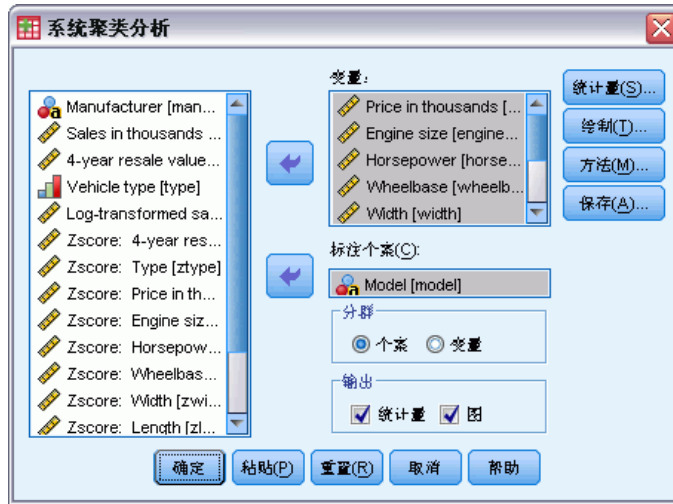 系统聚类分析
Manufacturer [man...
Sales in thousands ...
4-year resale value...
Vehicle type [type]
Log-transformed sa...
Zscore: 4-year res...
Zscore: Type [ztype]
Zscore: Price in th...
Zscore: Engine siz...
Zscore: Horsepow...
Zscore: Wheelbas...
Zscore: Width [zwi...
Zscore: Length [zl...
变量:
Price in thousands [...
Engine size [engine...
Horsepower [horse...
Wheelbase [wheelb...
Width [width]
标注个案(C):
Model [model]
分群
个案 变量
输出
统计量 图
统计量(S)...
绘制(T)...
方法(M)...
保存(A)...
确定 粘贴(P) 重置(R) 取消 帮助